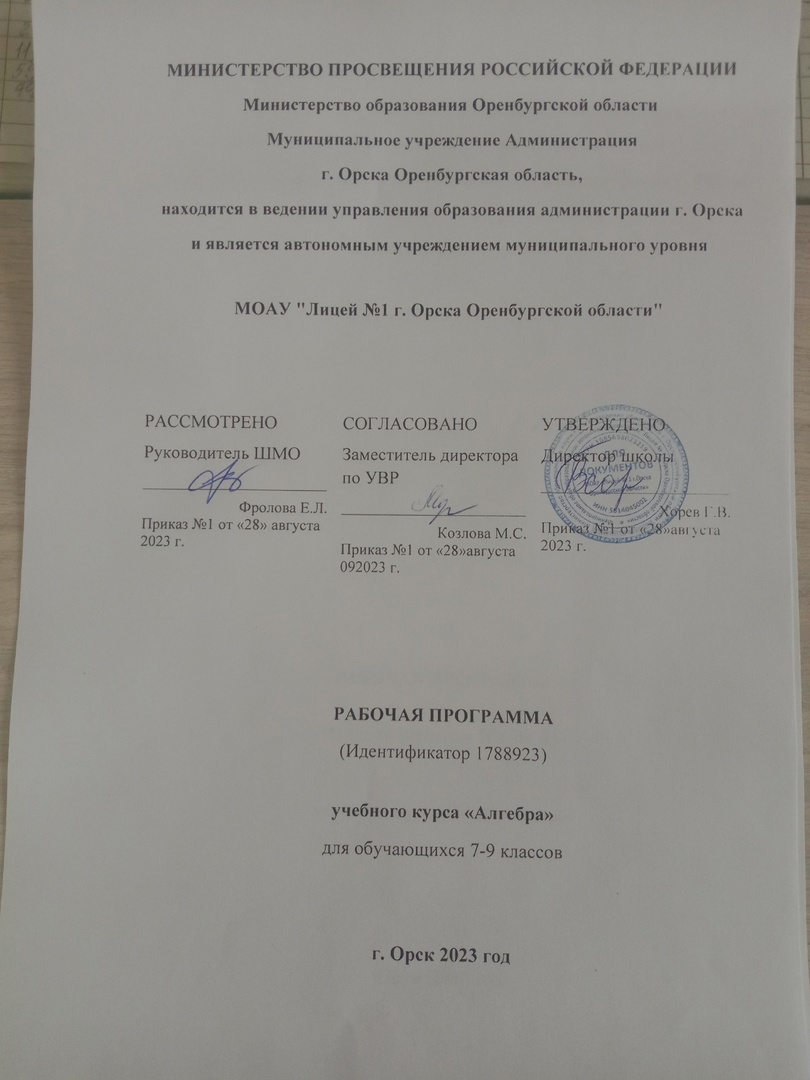 МИНИСТЕРСТВО ПРОСВЕЩЕНИЯ РОССИЙСКОЙ ФЕДЕРАЦИИ
Министерство образования Оренбургской области
Муниципальное учреждение Администрация
г. Орска Оренбургская область,
находится в ведении управления образования администрации г. Орска
и является автономным учреждением муниципального уровня
МОАУ "Лицей №1 г. Орска Оренбургской области"
РАССМОТРЕНО
Руководитель ШМО
Фролова Е.Л.
Приказ №1 от «28» августа
2023 г.
СОГЛАСОВАНО
Заместитель директора
по УВР
Козлова М.С.
Приказ №1 от «28»августа
092023 г.
УТВЕРЖДЕНО
Директор школы
ДЛЯ
ДОКУМЕНТОВ
Хорев Г.В.
Приказ №1 от «28»августа
2023 г.
РАБОЧАЯ ПРОГРАММА
(Идентификатор 1788923)
учебного курса «Алгебра»
для обучающихся 7-9 классов
г. Орск 2023 год